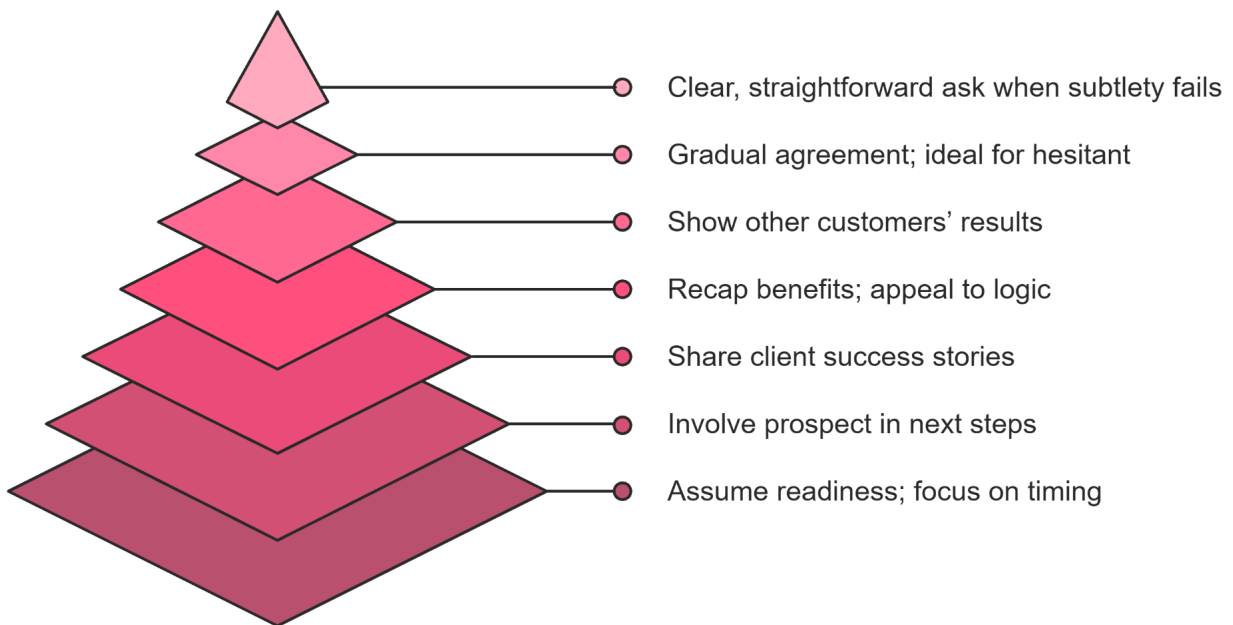 Clear, straightforward ask when subtlety fails
Gradual agreement; ideal for hesitant
Show other customers’ results
Recap benefits; appeal to logic
Share client success stories
Involve prospect in next steps
Assume readiness; focus on timing